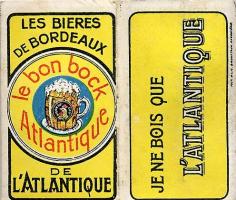 LES BIERES
DE BORDEAUX
le bon bock
Atlantique
DE
L'ATLANTIQUE
JE NE BOIS QUE
L'ATLANTIQUE